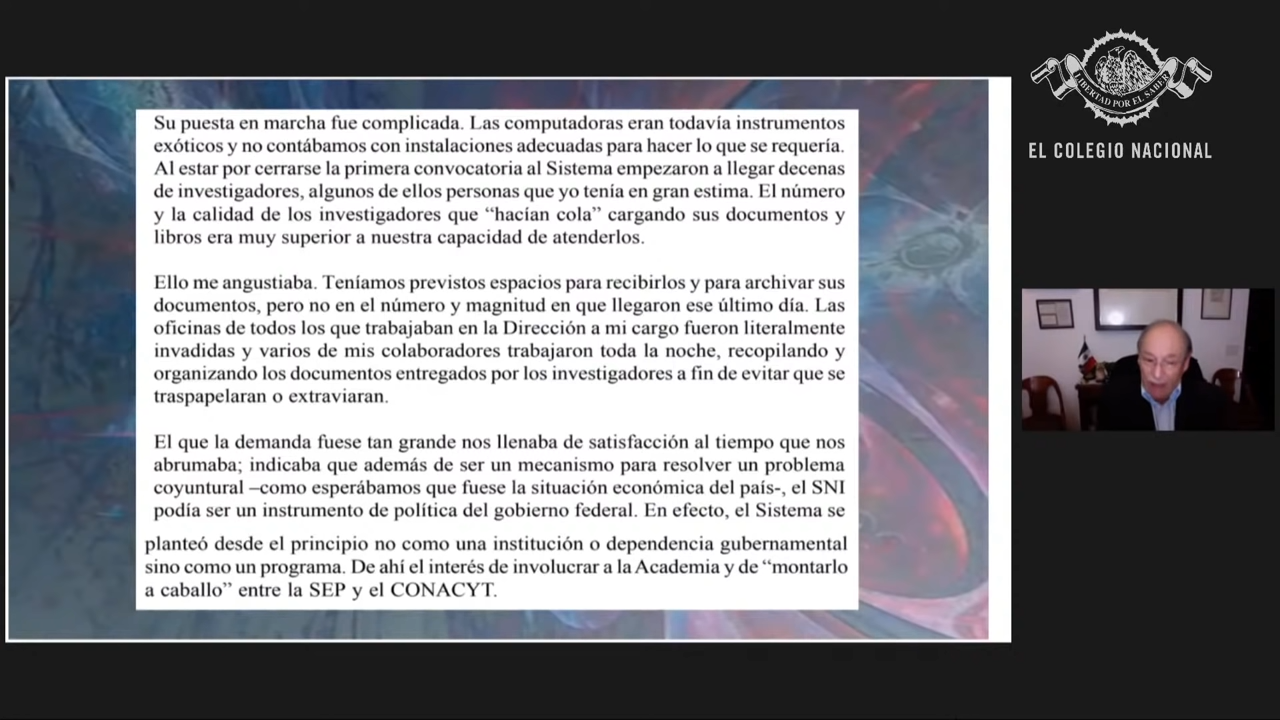 Su puesta en marcha fue complicada. Las computadoras eran todavía instrumentos
exóticos y no contábamos con instalaciones adecuadas para hacer lo que se requería.
Al estar por cerrarse la primera convocatoria al Sistema empezaron a llegar decenas
de investigadores, algunos de ellos personas que yo tenía en gran estima. El número
y la calidad de los investigadores que “hacían cola” cargando sus documentos y
libros era muy superior a nuestra capacidad de atenderlos.
Ello me angustiaba. Teníamos previstos espacios para recibirlos y para archivar sus
documentos, pero no en el número y magnitud en que llegaron ese último día. Las
oficinas de todos los que trabajaban en la Dirección a mi cargo fueron literalmente
invadidas y varios de mis colaboradores trabajaron toda la noche, recopilando y
organizando los documentos entregados por los investigadores a fin de evitar que se
traspapelaran o extraviaran.
El que la demanda fuese tan grande nos llenaba de satisfacción al tiempo que nos
abrumaba; indicaba que además de ser un mecanismo para resolver un problema
coyuntural –como esperábamos que fuese la situación económica del país-, el SNI
podía ser un instrumento de política del gobierno federal. En efecto, el Sistema se
planteó desde el principio no como una institución o dependencia gubernamental
sino como un programa. De ahí el interés de involucrar a la Academia y de “montarlo
a caballo” entre la SEP y el CONACYT.
LIBERTAD POR EL SABER
EL COLEGIO NACIONAL